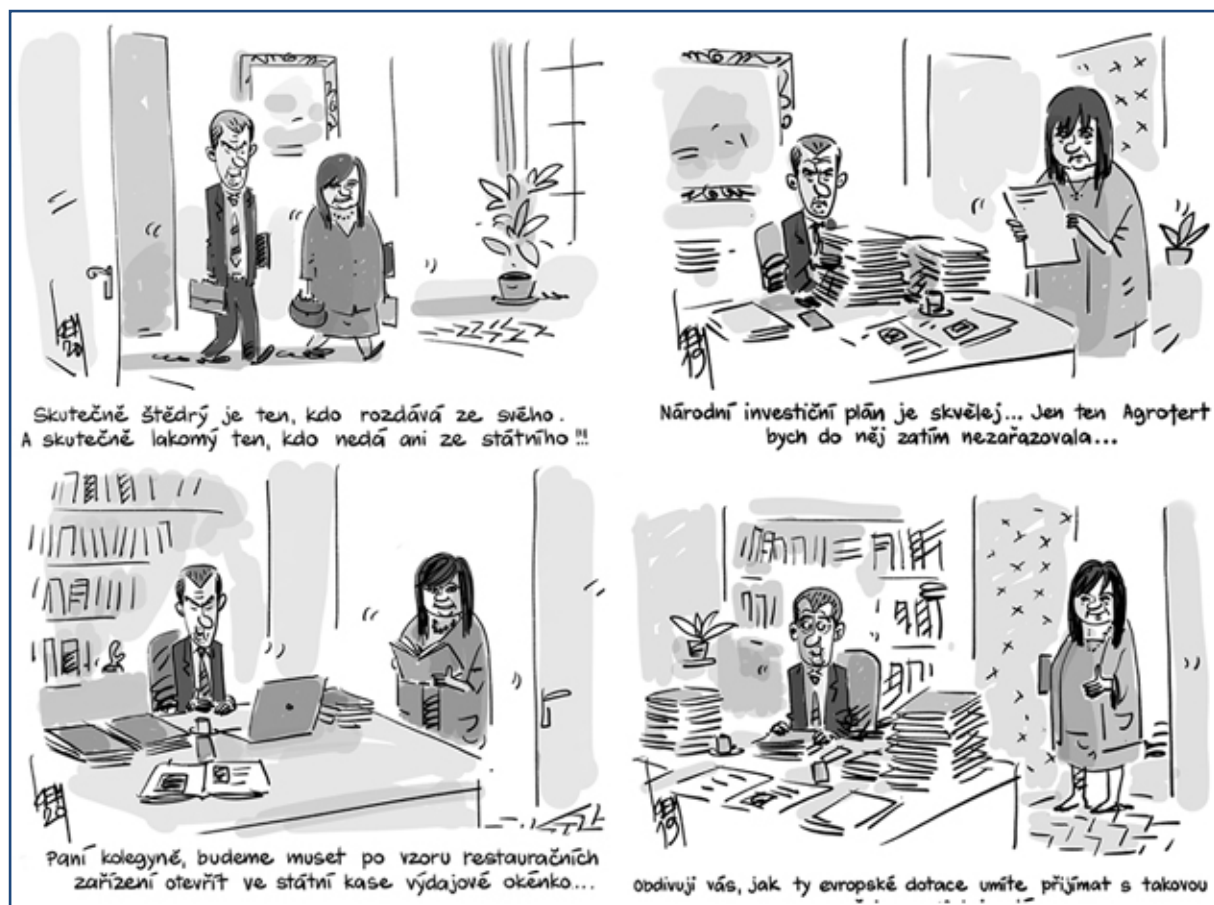 Skutečně štědrý je ten, kdo rozdává ze svého.
A skutečně lakomý ten, kdo nedá ani ze státního!!!
Národní investiční plán je skvělej... Jen ten Agrofert
bych do něj zatím nezařazovala...
Paní kolegyně, budeme muset po vzoru restauračních
zařízení otevřít ve státní kase výdajové okénko...
Obdivuji vás, jak ty evropské dotace umíte přijímat s takovou